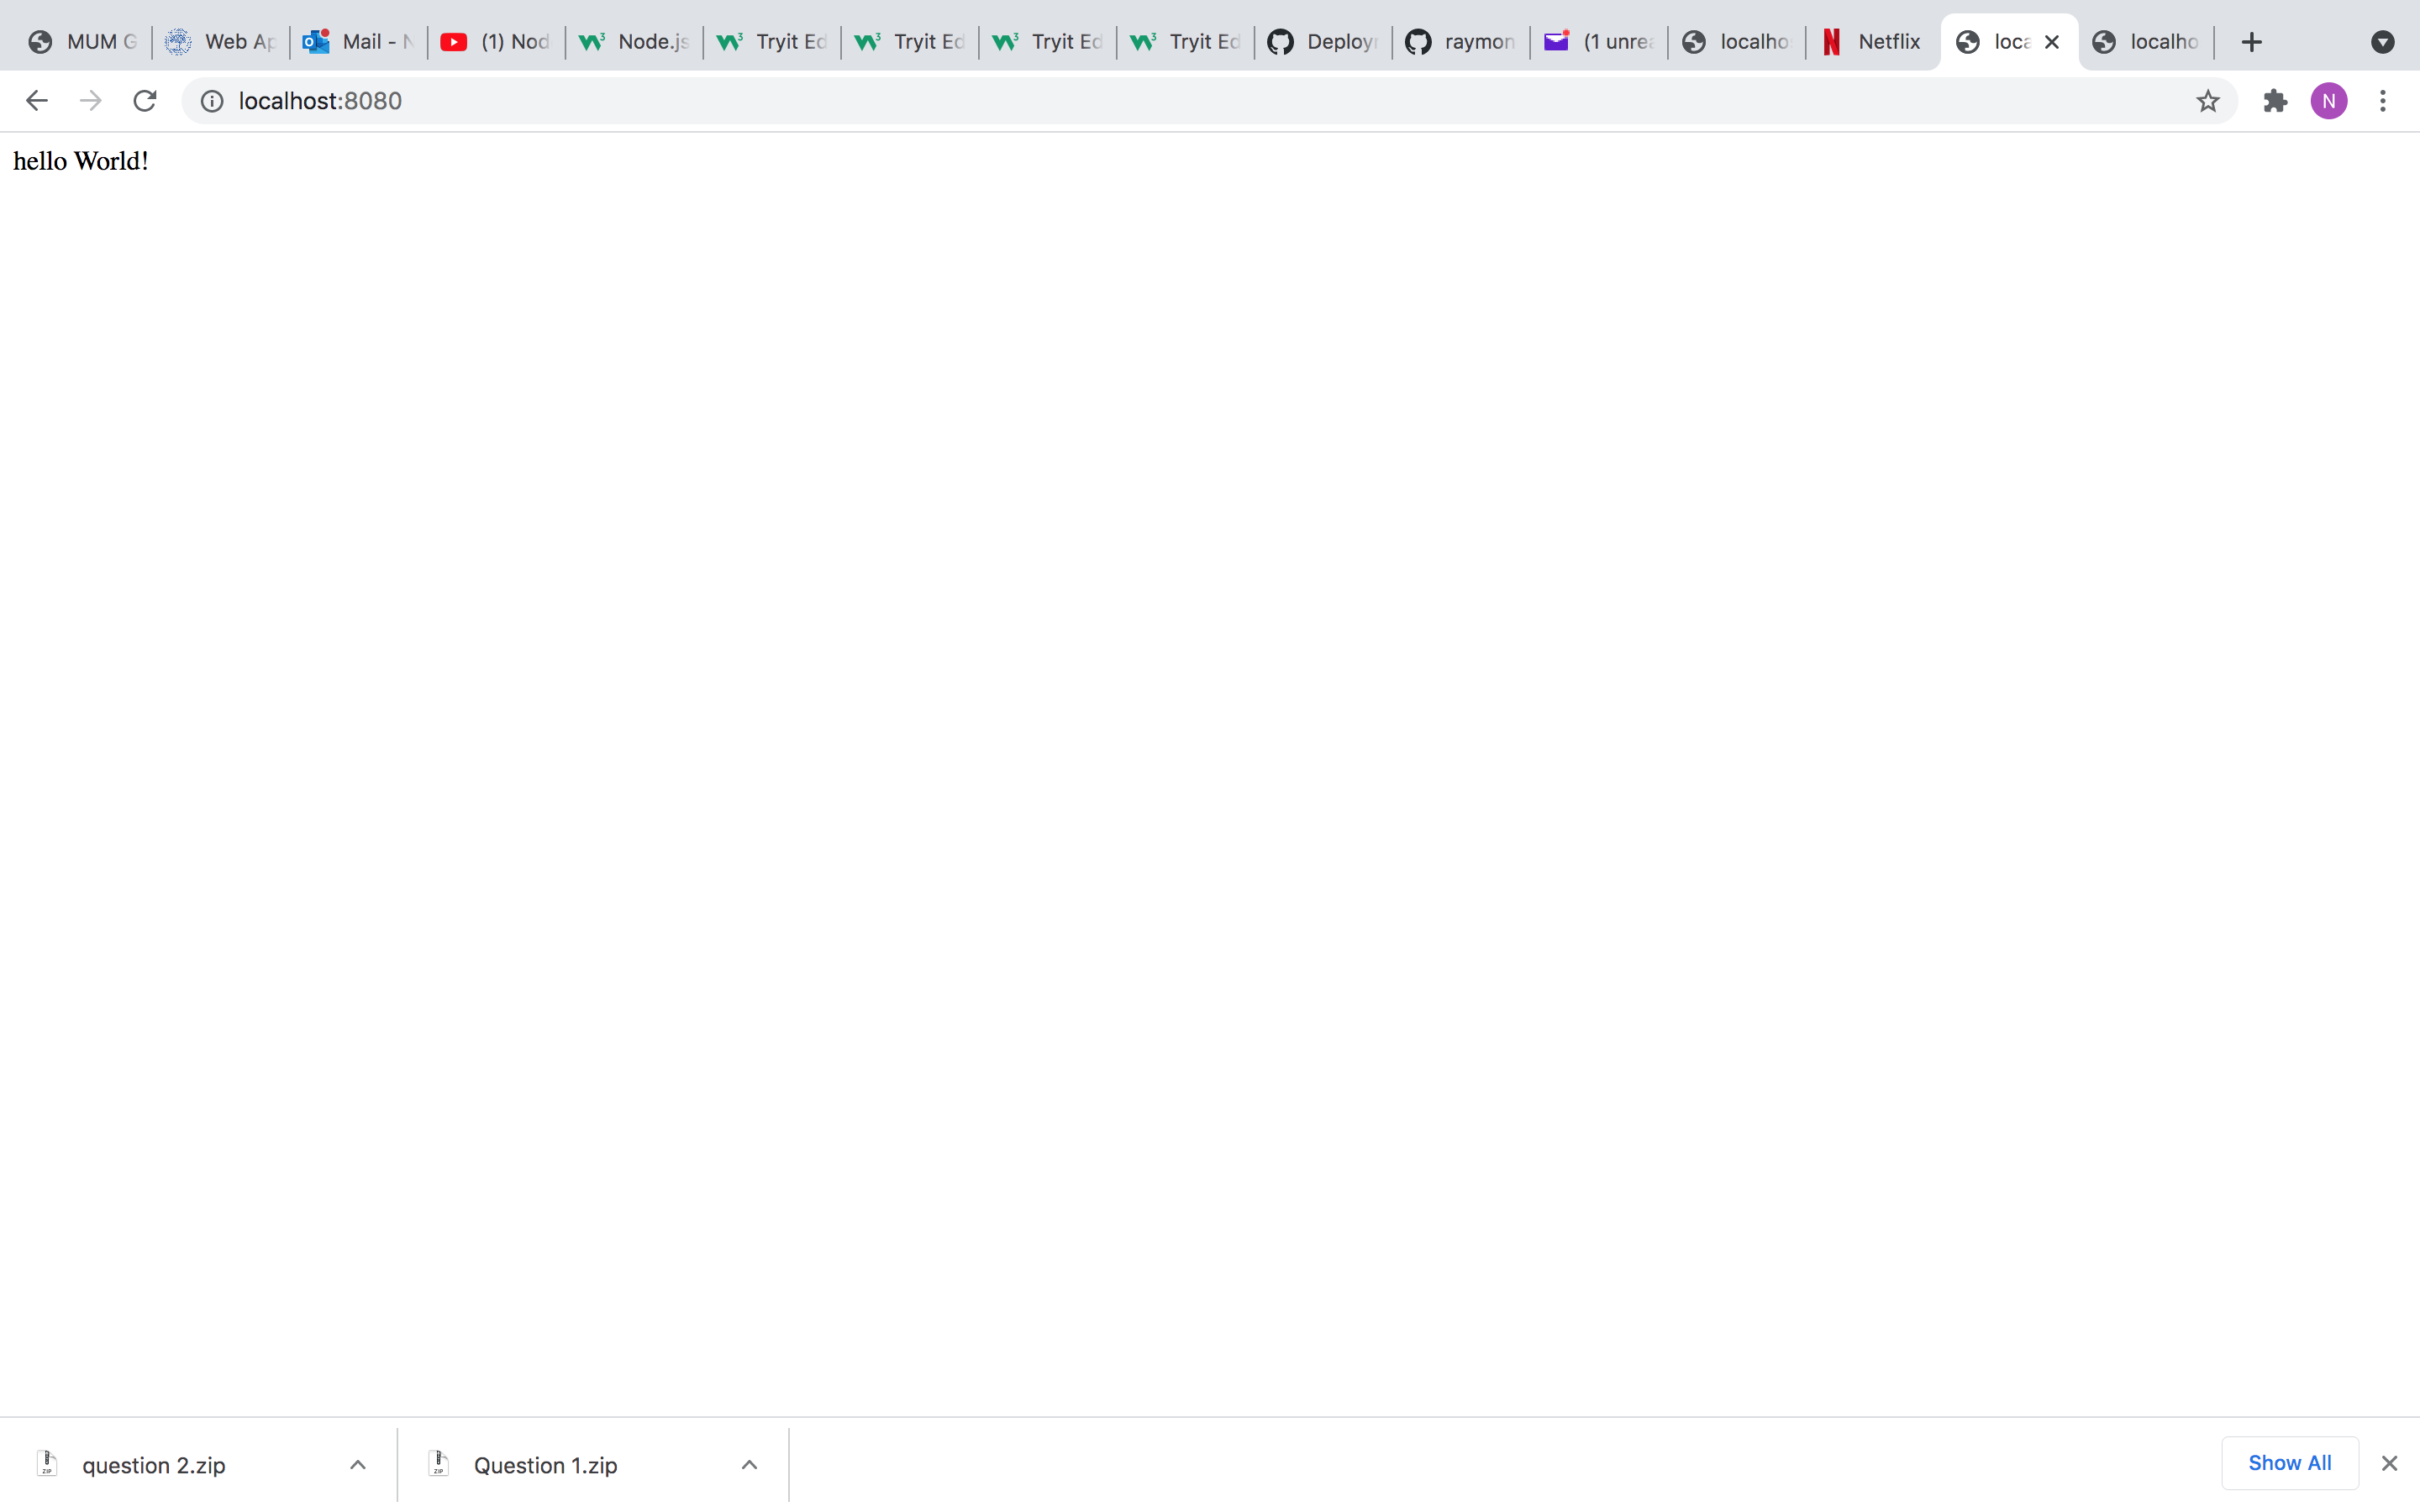 MUM G Web Ap Mail - N (1) Nod Node.js Tryit Ed Tryit Ed Tryit Ed Tryit Ed Deploy raymon (1 unrea localho Netflix loca localho
localhost:8080 N
hello World!
question 2.zip Question 1.zip Show All